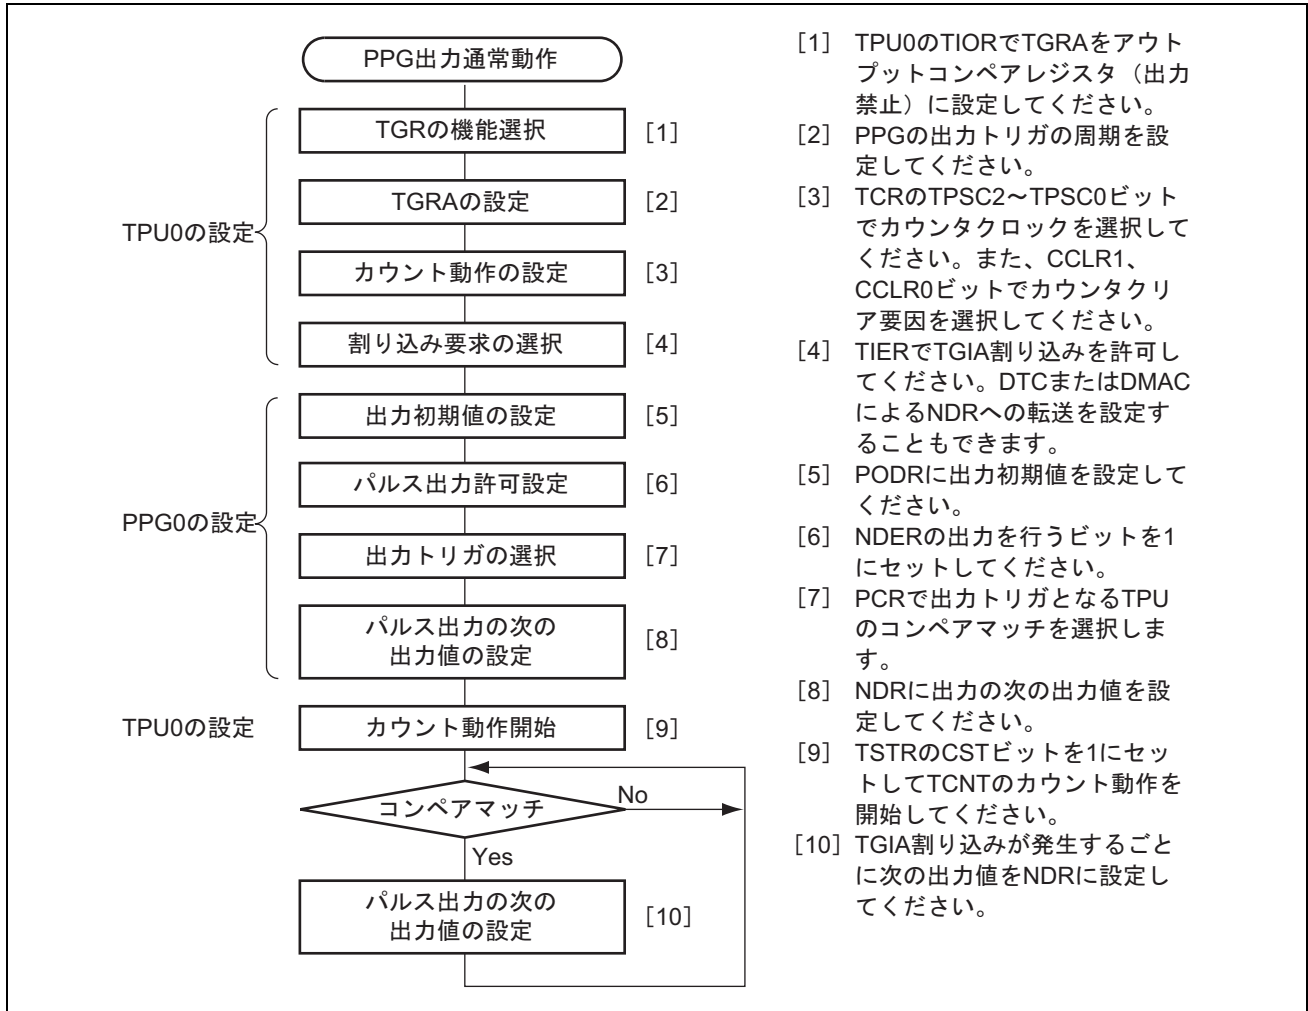 PPG出力通常動作
TPU0の設定
TGRの機能選択 [1]
TGRAの設定 [2]
カウント動作の設定 [3]
割り込み要求の選択 [4]
PPG0の設定
出力初期値の設定 [5]
パルス出力許可設定 [6]
出力トリガの選択 [7]
パルス出力の次の
出力値の設定 [8]
TPU0の設定
カウント動作開始 [9]
コンペアマッチ
No
Yes
パルス出力の次の
出力値の設定 [10]
[1] TPU0のTIORでTGRAをアウト
プットコンペアレジスタ（出力
禁止）に設定してください。
[2] PPGの出力トリガの周期を設
定してください。
[3] TCRのTPSC2～TPSC0ビット
でカウンタクロックを選択して
ください。また、CCLR1、
CCLR0ビットでカウンタクリ
ア要因を選択してください。
[4] TIERでTGIA割り込みを許可し
てください。DTCまたはDMAC
によるNDRへの転送を設定す
ることもできます。
[5] PODRに出力初期値を設定して
ください。
[6] NDERの出力を行うビットを1
にセットしてください。
[7] PCRで出力トリガとなるTPU
のコンペアマッチを選択しま
す。
[8] NDRに出力の次の出力値を設
定してください。
[9] TSTRのCSTビットを1にセッ
トしてTCNTのカウント動作を
開始してください。
[10] TGIA割り込みが発生するごと
に次の出力値をNDRに設定し
てください。